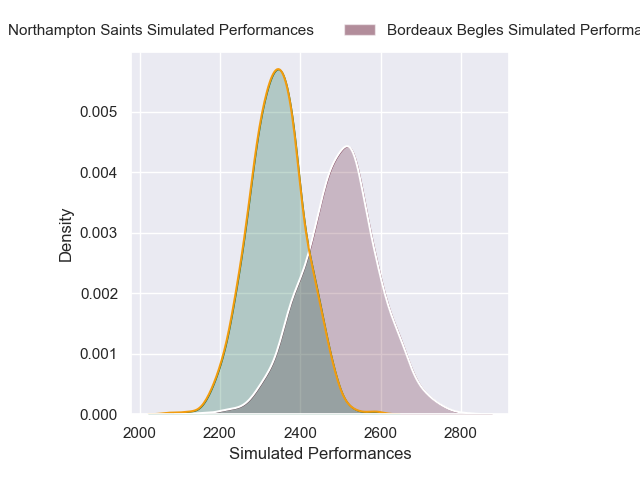 Northampton Saints Simulated Performances
Bordeaux Begles Simulated Performa
0.005
0.004
0.003
0.002
0.001
0.000
Density
2000 2200 2400 2600 2800
Simulated Performances